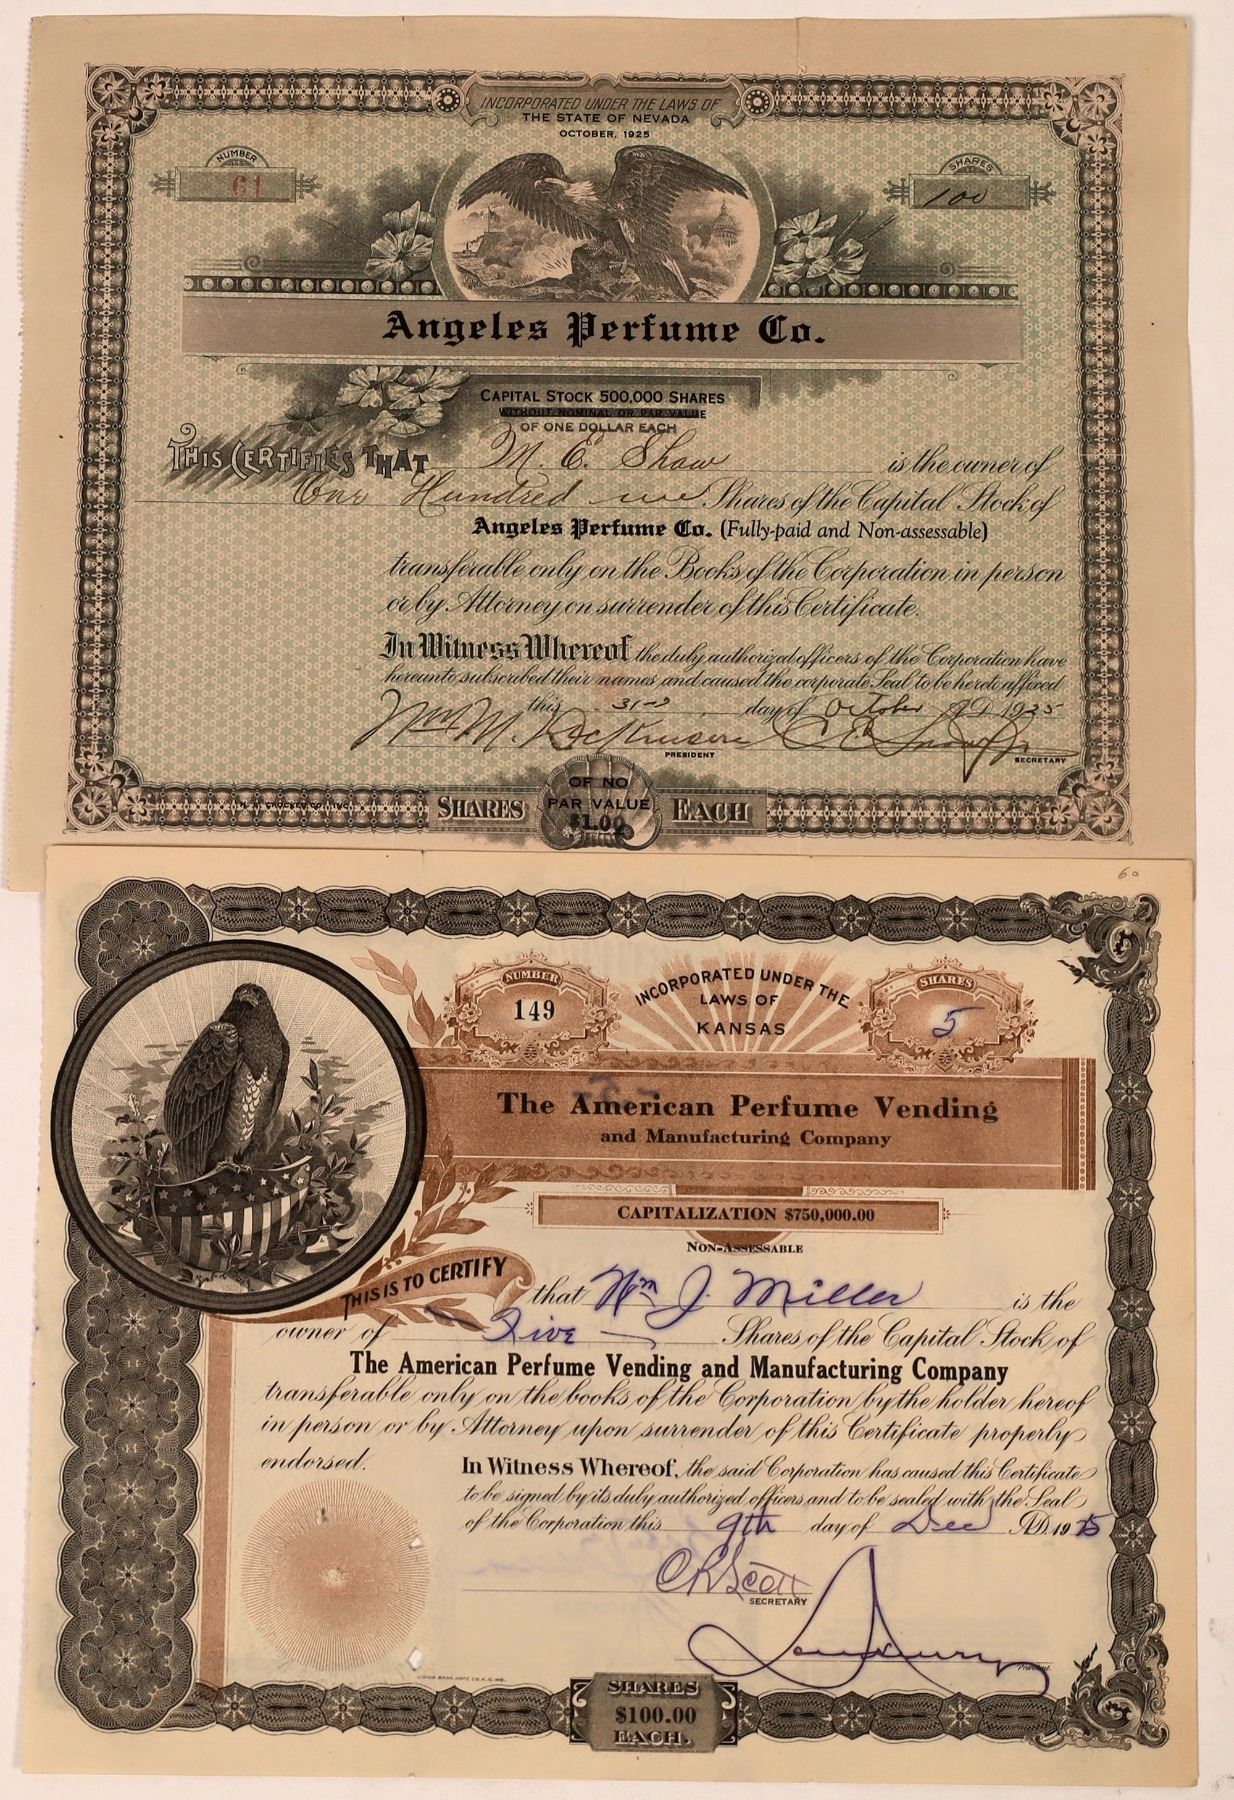 INCORPORATED UNDER THE LAWS OF
THE STATE OF NEVADA
OCTOBER, 1925
NUMBER
61
SHARES
100
Angeles Perfume Co.
CAPITAL STOCK 500,000 SHARES
WITHOUT NOMINAL OR PAR VALUE
OF ONE DOLLAR EACH
THIS CERTIFIES THAT M. E. Shaw is the owner of
One Hundred Shares of the Capital Stock of
Angeles Perfume Co. (Fully-paid and Non-assessable)
transferable only on the Books of the Corporation in person
or by Attorney on surrender of this Certificate.
In Witness Whereof the duly authorized officers of the Corporation have
hereunto subscribed their names and caused the corporate Seal to be hereto affixed
this 31 day of October A.D. 1925
Wm M. Dickinson
PRESIDENT
SECRETARY
SHARES OF NO PAR VALUE $1.00 EACH
60
NUMBER
149
INCORPORATED UNDER THE
LAWS OF
KANSAS
SHARES
5
The American Perfume Vending
and Manufacturing Company
CAPITALIZATION $750,000.00
NON-ASSESSABLE
THIS IS TO CERTIFY that Wm J. Miller is the
owner of Five Shares of the Capital Stock of
The American Perfume Vending and Manufacturing Company
transferable only on the books of the Corporation by the holder hereof
in person or by Attorney upon surrender of this Certificate properly
endorsed.
In Witness Whereof, the said Corporation has caused this Certificate
to be signed by its duly authorized officers and to be sealed with the Seal
of the Corporation this 9th day of Dec A.D. 1925
C R Scott
SECRETARY
President.
SHARES
$100.00
EACH.